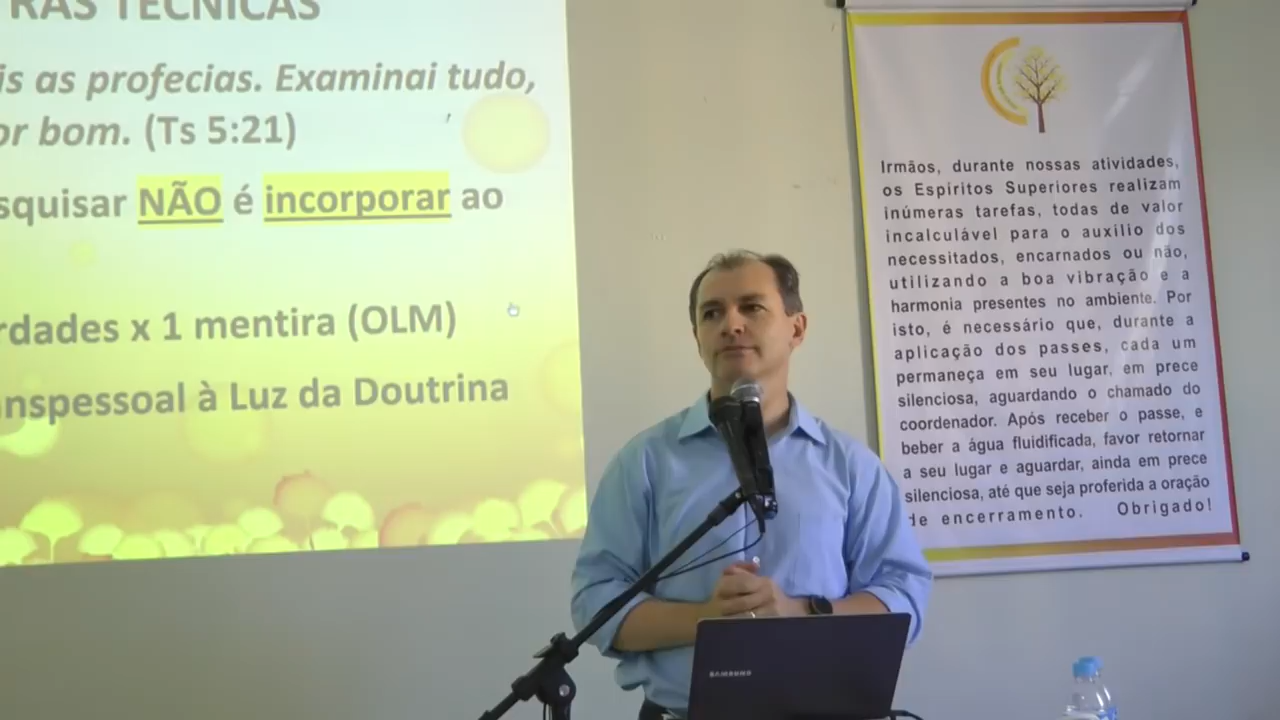 RAS TÉCNICAS
is as profecias. Examinai tudo,
or bom. (Ts 5:21)
squisar NÃO é incorporar ao
rdades x 1 mentira (OLM)
nspessoal à Luz da Doutrina
Irmãos, durante nossas atividades,
os Espíritos Superiores realizam
inúmeras tarefas, todas de valor
incalculável para o auxílio dos
necessitados, encarnados ou não,
utilizando a boa vibração e a
harmonia presentes no ambiente. Por
isto, é necessário que, durante a
aplicação dos passes, cada um
permaneça em seu lugar, em prece
silenciosa, aguardando o chamado do
coordenador. Após receber o passe, e
beber a água fluidificada, favor retornar
a seu lugar e aguardar, ainda em prece
silenciosa, até que seja proferida a oração
de encerramento. Obrigado!
SAMSUNG